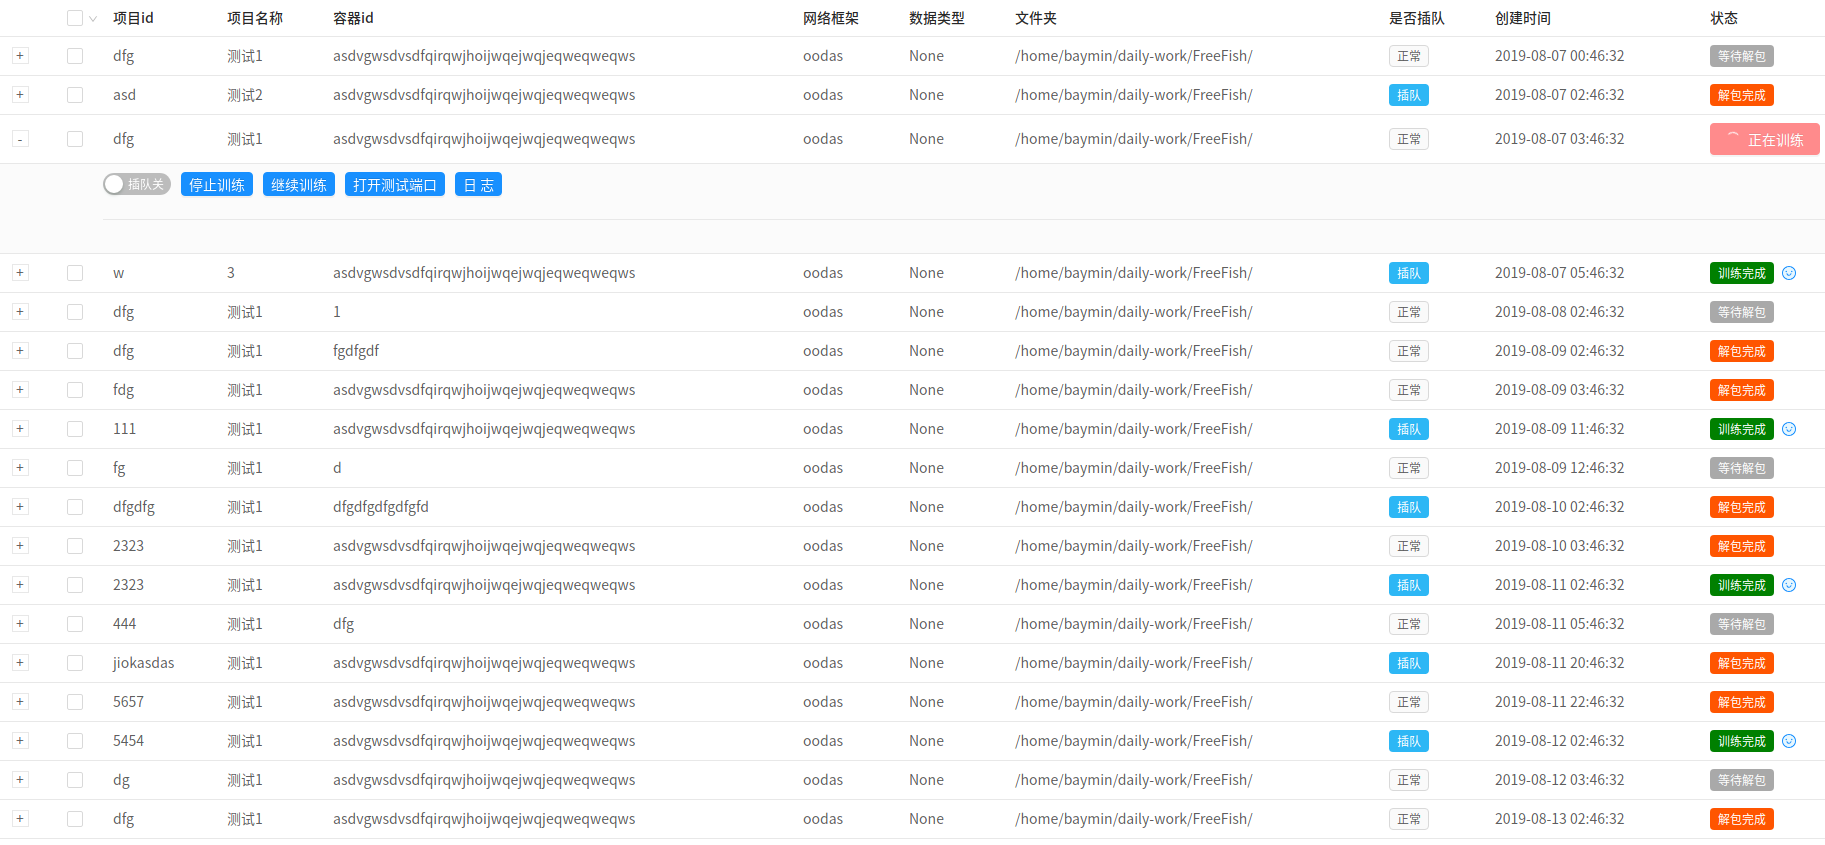 项目id 项目名称 容器id 网络框架 数据类型 文件夹 是否插队 创建时间 状态
+ dfg 测试1 asdvgwsdvsdfqirqwjhoijwqejwqjeqweqweqws oodas None /home/baymin/daily-work/FreeFish/ 正常 2019-08-07 00:46:32 等待解包
+ asd 测试2 asdvgwsdvsdfqirqwjhoijwqejwqjeqweqweqws oodas None /home/baymin/daily-work/FreeFish/ 插队 2019-08-07 02:46:32 解包完成
- dfg 测试1 asdvgwsdvsdfqirqwjhoijwqejwqjeqweqweqws oodas None /home/baymin/daily-work/FreeFish/ 正常 2019-08-07 03:46:32 正在训练
插队关 停止训练 继续训练 打开测试端口 日 志
+ w 3 asdvgwsdvsdfqirqwjhoijwqejwqjeqweqweqws oodas None /home/baymin/daily-work/FreeFish/ 插队 2019-08-07 05:46:32 训练完成
+ dfg 测试1 1 oodas None /home/baymin/daily-work/FreeFish/ 正常 2019-08-08 02:46:32 等待解包
+ dfg 测试1 fgdfgdf oodas None /home/baymin/daily-work/FreeFish/ 正常 2019-08-09 02:46:32 解包完成
+ fdg 测试1 asdvgwsdvsdfqirqwjhoijwqejwqjeqweqweqws oodas None /home/baymin/daily-work/FreeFish/ 正常 2019-08-09 03:46:32 解包完成
+ 111 测试1 asdvgwsdvsdfqirqwjhoijwqejwqjeqweqweqws oodas None /home/baymin/daily-work/FreeFish/ 插队 2019-08-09 11:46:32 训练完成
+ fg 测试1 d oodas None /home/baymin/daily-work/FreeFish/ 正常 2019-08-09 12:46:32 等待解包
+ dfgdfg 测试1 dfgdfgdfgdfgfd oodas None /home/baymin/daily-work/FreeFish/ 插队 2019-08-10 02:46:32 解包完成
+ 2323 测试1 asdvgwsdvsdfqirqwjhoijwqejwqjeqweqweqws oodas None /home/baymin/daily-work/FreeFish/ 正常 2019-08-10 03:46:32 解包完成
+ 2323 测试1 asdvgwsdvsdfqirqwjhoijwqejwqjeqweqweqws oodas None /home/baymin/daily-work/FreeFish/ 插队 2019-08-11 02:46:32 训练完成
+ 444 测试1 dfg oodas None /home/baymin/daily-work/FreeFish/ 正常 2019-08-11 05:46:32 等待解包
+ jiokasdas 测试1 asdvgwsdvsdfqirqwjhoijwqejwqjeqweqweqws oodas None /home/baymin/daily-work/FreeFish/ 插队 2019-08-11 20:46:32 解包完成
+ 5657 测试1 asdvgwsdvsdfqirqwjhoijwqejwqjeqweqweqws oodas None /home/baymin/daily-work/FreeFish/ 正常 2019-08-11 22:46:32 解包完成
+ 5454 测试1 asdvgwsdvsdfqirqwjhoijwqejwqjeqweqweqws oodas None /home/baymin/daily-work/FreeFish/ 插队 2019-08-12 02:46:32 训练完成
+ dg 测试1 asdvgwsdvsdfqirqwjhoijwqejwqjeqweqweqws oodas None /home/baymin/daily-work/FreeFish/ 正常 2019-08-12 03:46:32 等待解包
+ dfg 测试1 asdvgwsdvsdfqirqwjhoijwqejwqjeqweqweqws oodas None /home/baymin/daily-work/FreeFish/ 正常 2019-08-13 02:46:32 解包完成